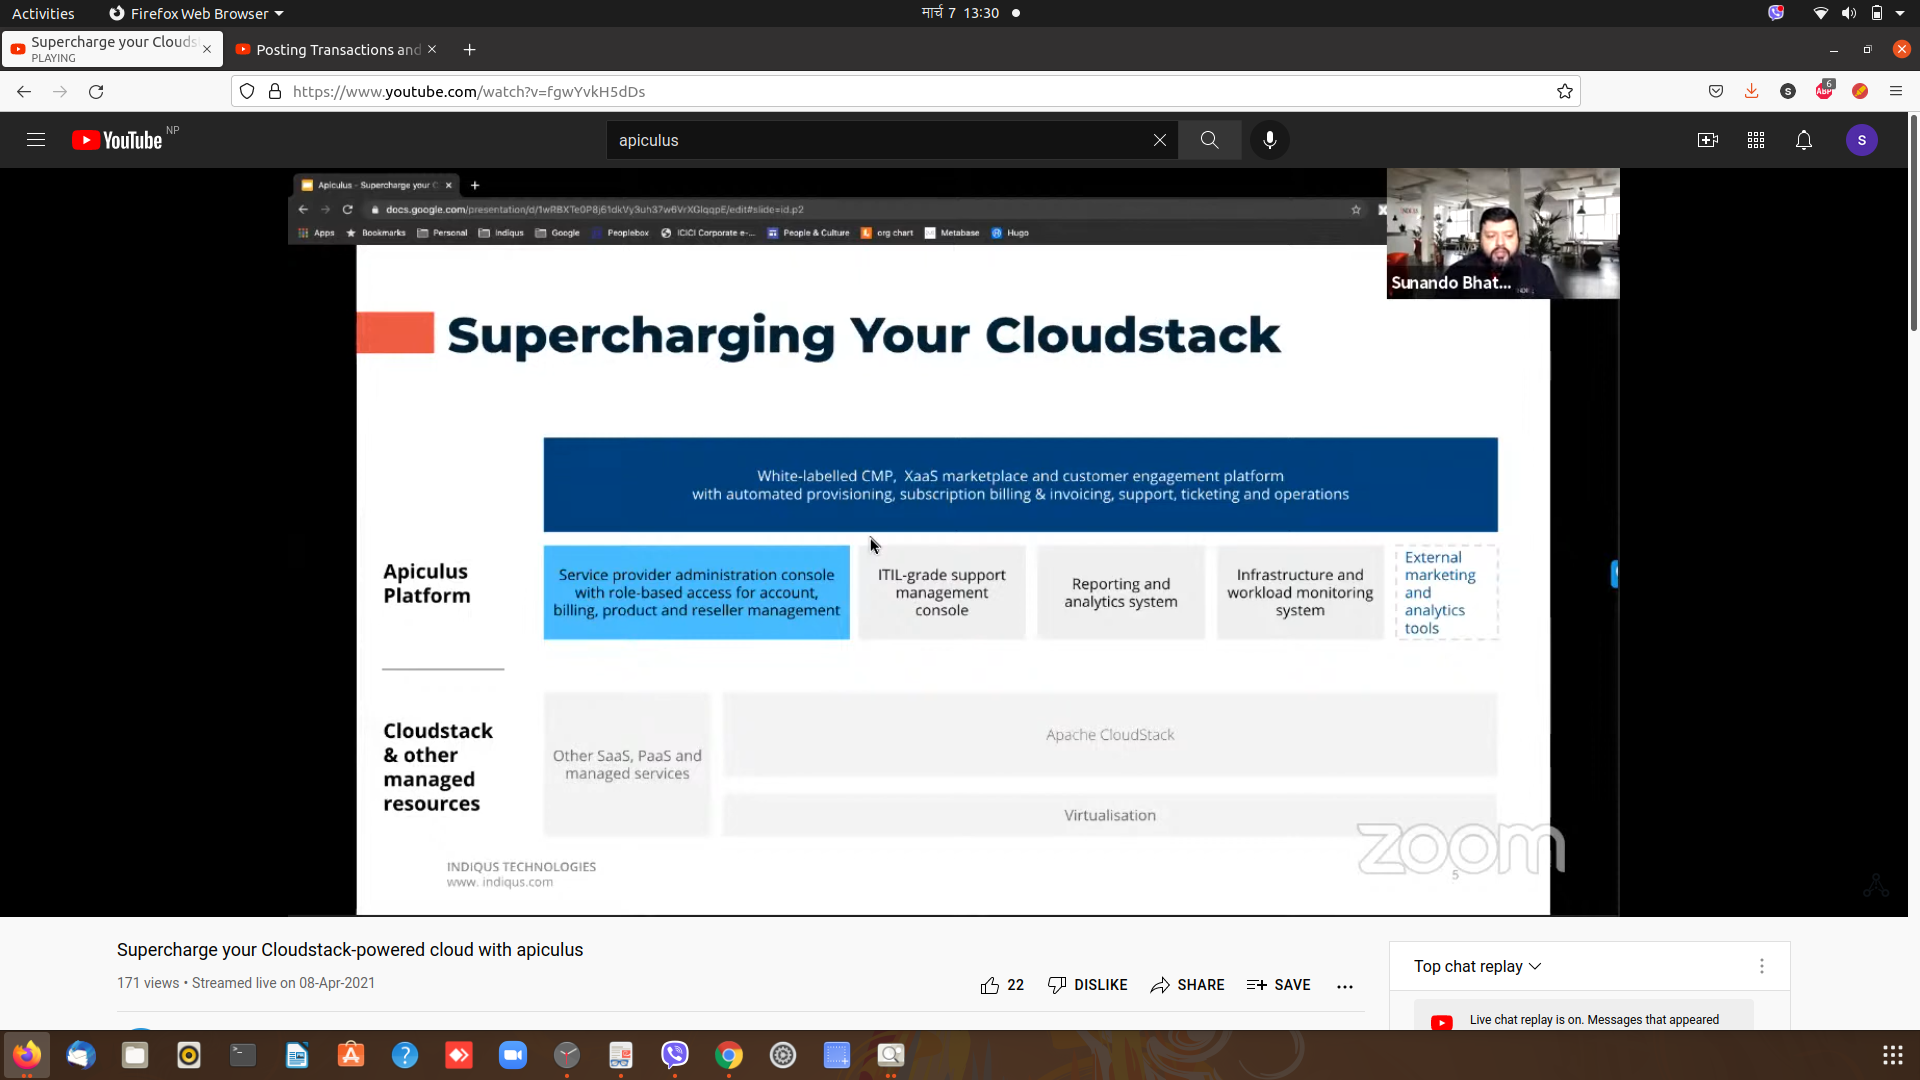 Activities
Firefox Web Browser
मार्च 7 13:30
Supercharge your Clouds
PLAYING
Posting Transactions and
https://www.youtube.com/watch?v=fgwYvkH5dDs
6
ABP
S
YouTube NP
apiculus
S
Apiculus - Supercharge your C
docs.google.com/presentation/d/1wRBXTe0P8j61dkVy3uh37w6VrXGlqqpE/edit#slide=id.p2
Apps
Bookmarks
Personal
Indiqus
Google
Peoplebox
ICICI Corporate e-...
People & Culture
org chart
Metabase
Hugo
Sunando Bhat...
Supercharging Your Cloudstack
White-labelled CMP, XaaS marketplace and customer engagement platform
with automated provisioning, subscription billing & invoicing, support, ticketing and operations
Apiculus
Platform
Service provider administration console
with role-based access for account,
billing, product and reseller management
ITIL-grade support
management
console
Reporting and
analytics system
Infrastructure and
workload monitoring
system
External
marketing
and
analytics
tools
Cloudstack
& other
managed
resources
Other SaaS, PaaS and
managed services
Apache CloudStack
Virtualisation
INDIQUS TECHNOLOGIES
www. indiqus.com
zoom
5
Supercharge your Cloudstack-powered cloud with apiculus
171 views • Streamed live on 08-Apr-2021
22
DISLIKE
SHARE
SAVE
Top chat replay
Live chat replay is on. Messages that appeared